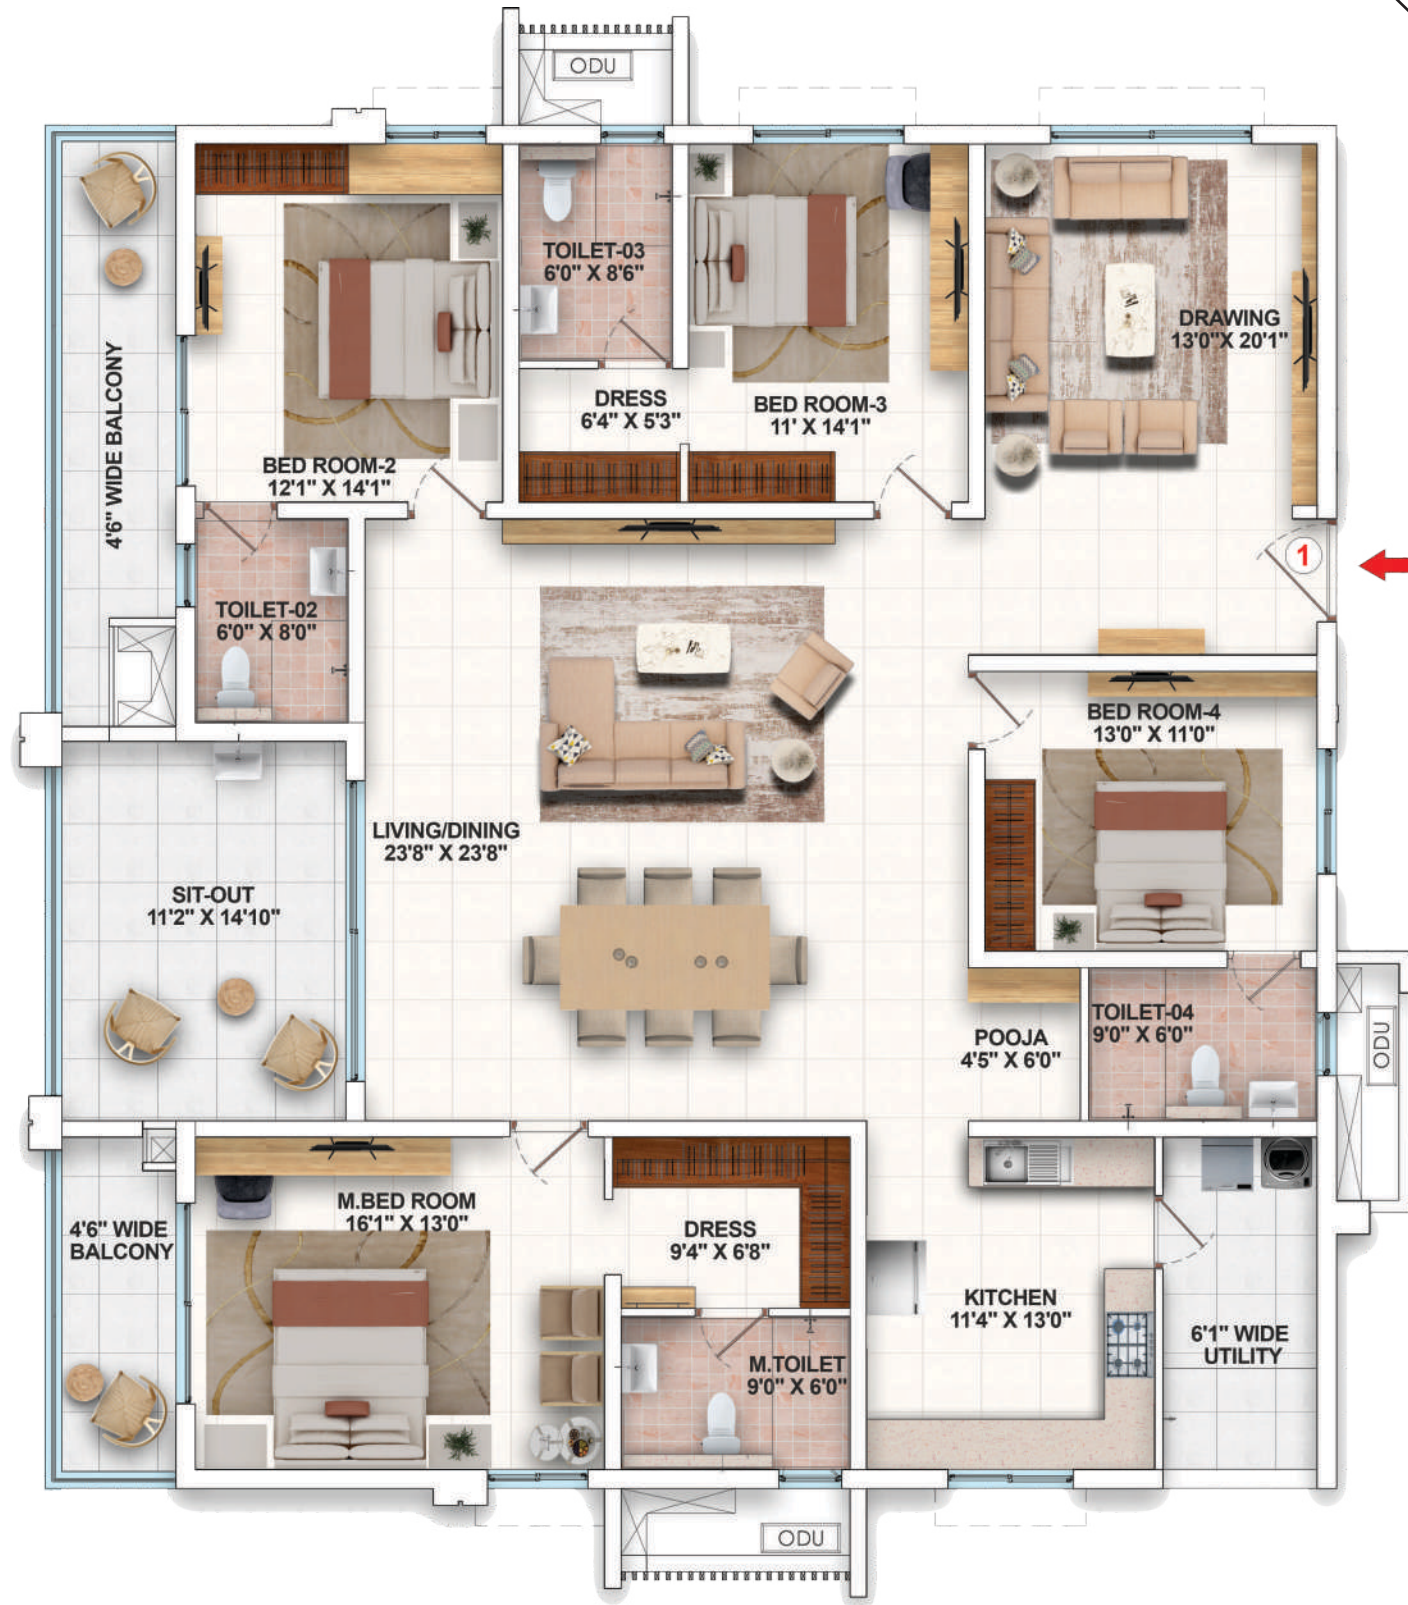 ODU
TOILET-03
6'0" X 8'6"
DRAWING
13'0"X 20'1"
4'6" WIDE BALCONY
DRESS
6'4" X 5'3"
BED ROOM-3
11' X 14'1"
BED ROOM-2
12'1" X 14'1"
1
TOILET-02
6'0" X 8'0"
BED ROOM-4
13'0" X 11'0"
LIVING/DINING
23'8" X 23'8"
SIT-OUT
11'2" X 14'10"
TOILET-04
9'0" X 6'0"
ODU
POOJA
4'5" X 6'0"
M.BED ROOM
16'1" X 13'0"
4'6" WIDE
BALCONY
DRESS
9'4" X 6'8"
KITCHEN
11'4" X 13'0"
6'1" WIDE
UTILITY
M.TOILET
9'0" X 6'0"
ODU